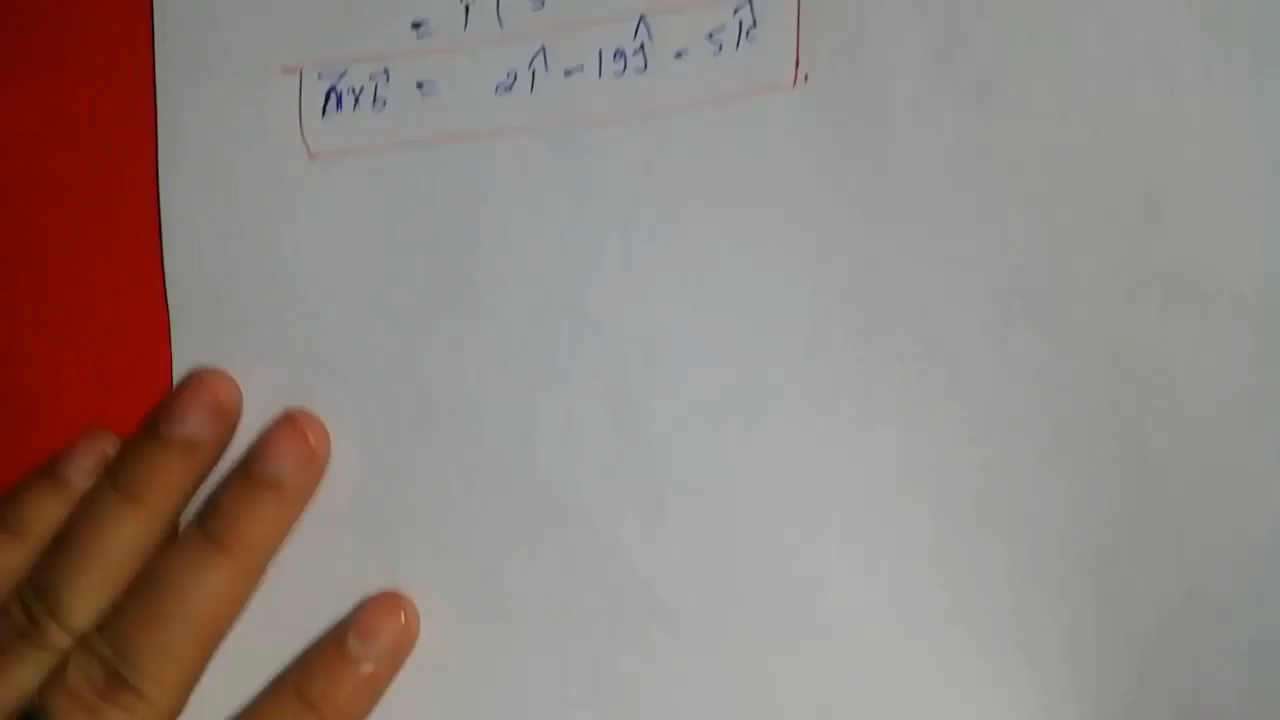 = î (
x b⃗ = 2î - 19ĵ - 5k̂